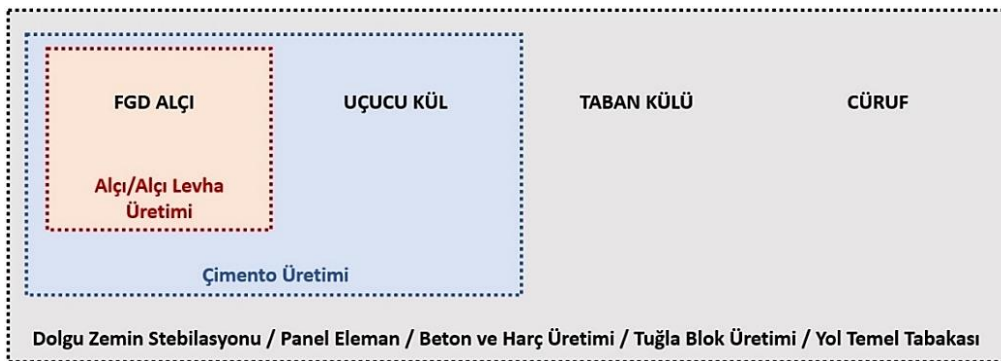 FGD ALÇI UÇUCU KÜL TABAN KÜLÜ CÜRUF
Alçı/Alçı Levha
Üretimi
Çimento Üretimi
Dolgu Zemin Stebilasyonu / Panel Eleman / Beton ve Harç Üretimi / Tuğla Blok Üretimi / Yol Temel Tabakası